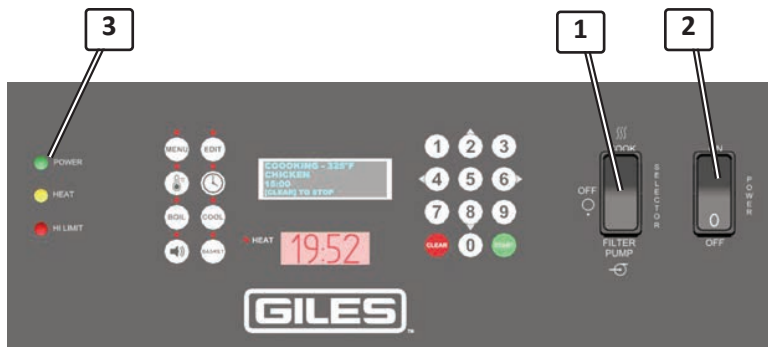 3
1
2
POWER
HEAT
HI LIMIT
MENU
EDIT
BOIL
COOL
BASKET
COOOKING - 325°F
CHICKEN
15:00
[CLEAR] TO STOP
HEAT
19:52
GILES
1 2 3
4 5 6
7 8 9
CLEAR 0 START
OFF
SELECTOR
FILTER
PUMP
POWER
0
OFF